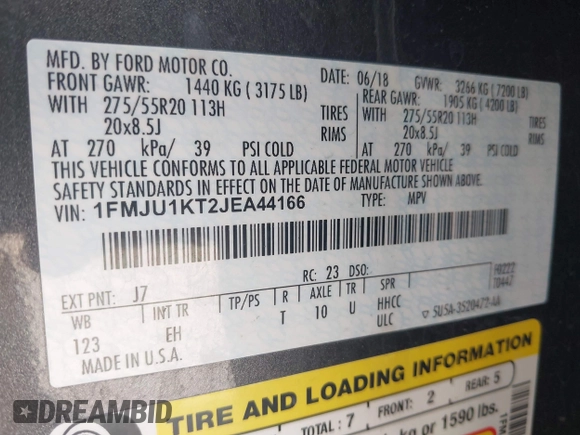 MFD. BY FORD MOTOR CO.
DATE: 06/18 GVWR: 3266 KG (7200 LB)
FRONT GAWR: 1440 KG (3175 LB)
REAR GAWR: 1905 KG (4200 LB)
WITH 275/55R20 113H TIRES
WITH 275/55R20 113H TIRES
20x8.5J RIMS
20x8.5J RIMS
AT 270 kPa/ 39 PSI COLD
AT 270 kPa/ 39 PSI COLD
THIS VEHICLE CONFORMS TO ALL APPLICABLE FEDERAL MOTOR VEHICLE
SAFETY STANDARDS IN EFFECT ON THE DATE OF MANUFACTURE SHOWN ABOVE.
VIN: 1FMJU1KT2JEA44166
TYPE: MPV
EXT PNT: J7 RC: 23 DSO:
WB INT TR TP/PS R AXLE TR SPR
123 EH T 10 U HHCC
ULC
MADE IN U.S.A.
TIRE AND LOADING INFORMATION
TOTAL: 7 FRONT: 2 REAR: 5
kg or 1590 lbs.
DREAMBID